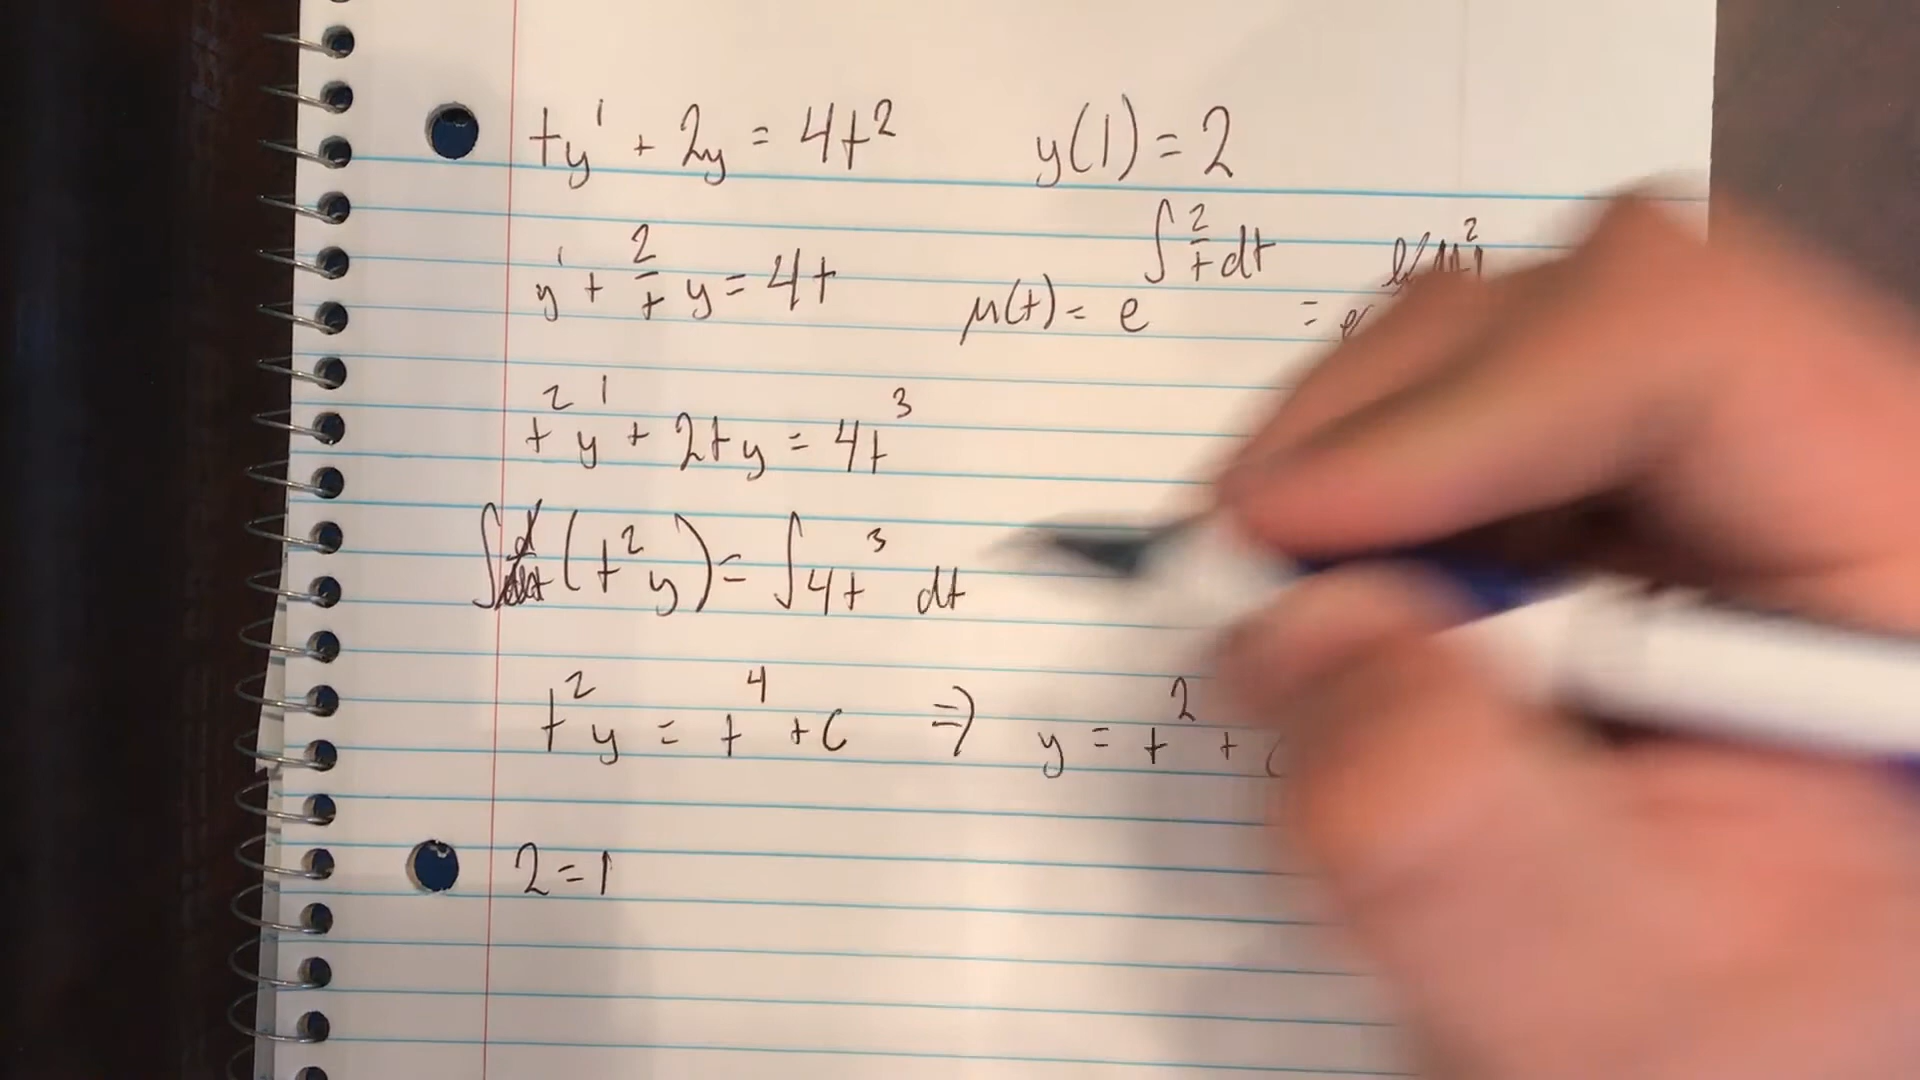 ty' + 2y = 4t² y(1) = 2
y' + 2/t y = 4t μ(t) = e^(∫ 2/t dt) = e
t²y' + 2ty = 4t³
∫ d/dt (t²y) = ∫ 4t³ dt
t²y = t⁴ + C ⇒ y = t² + C
2 = 1